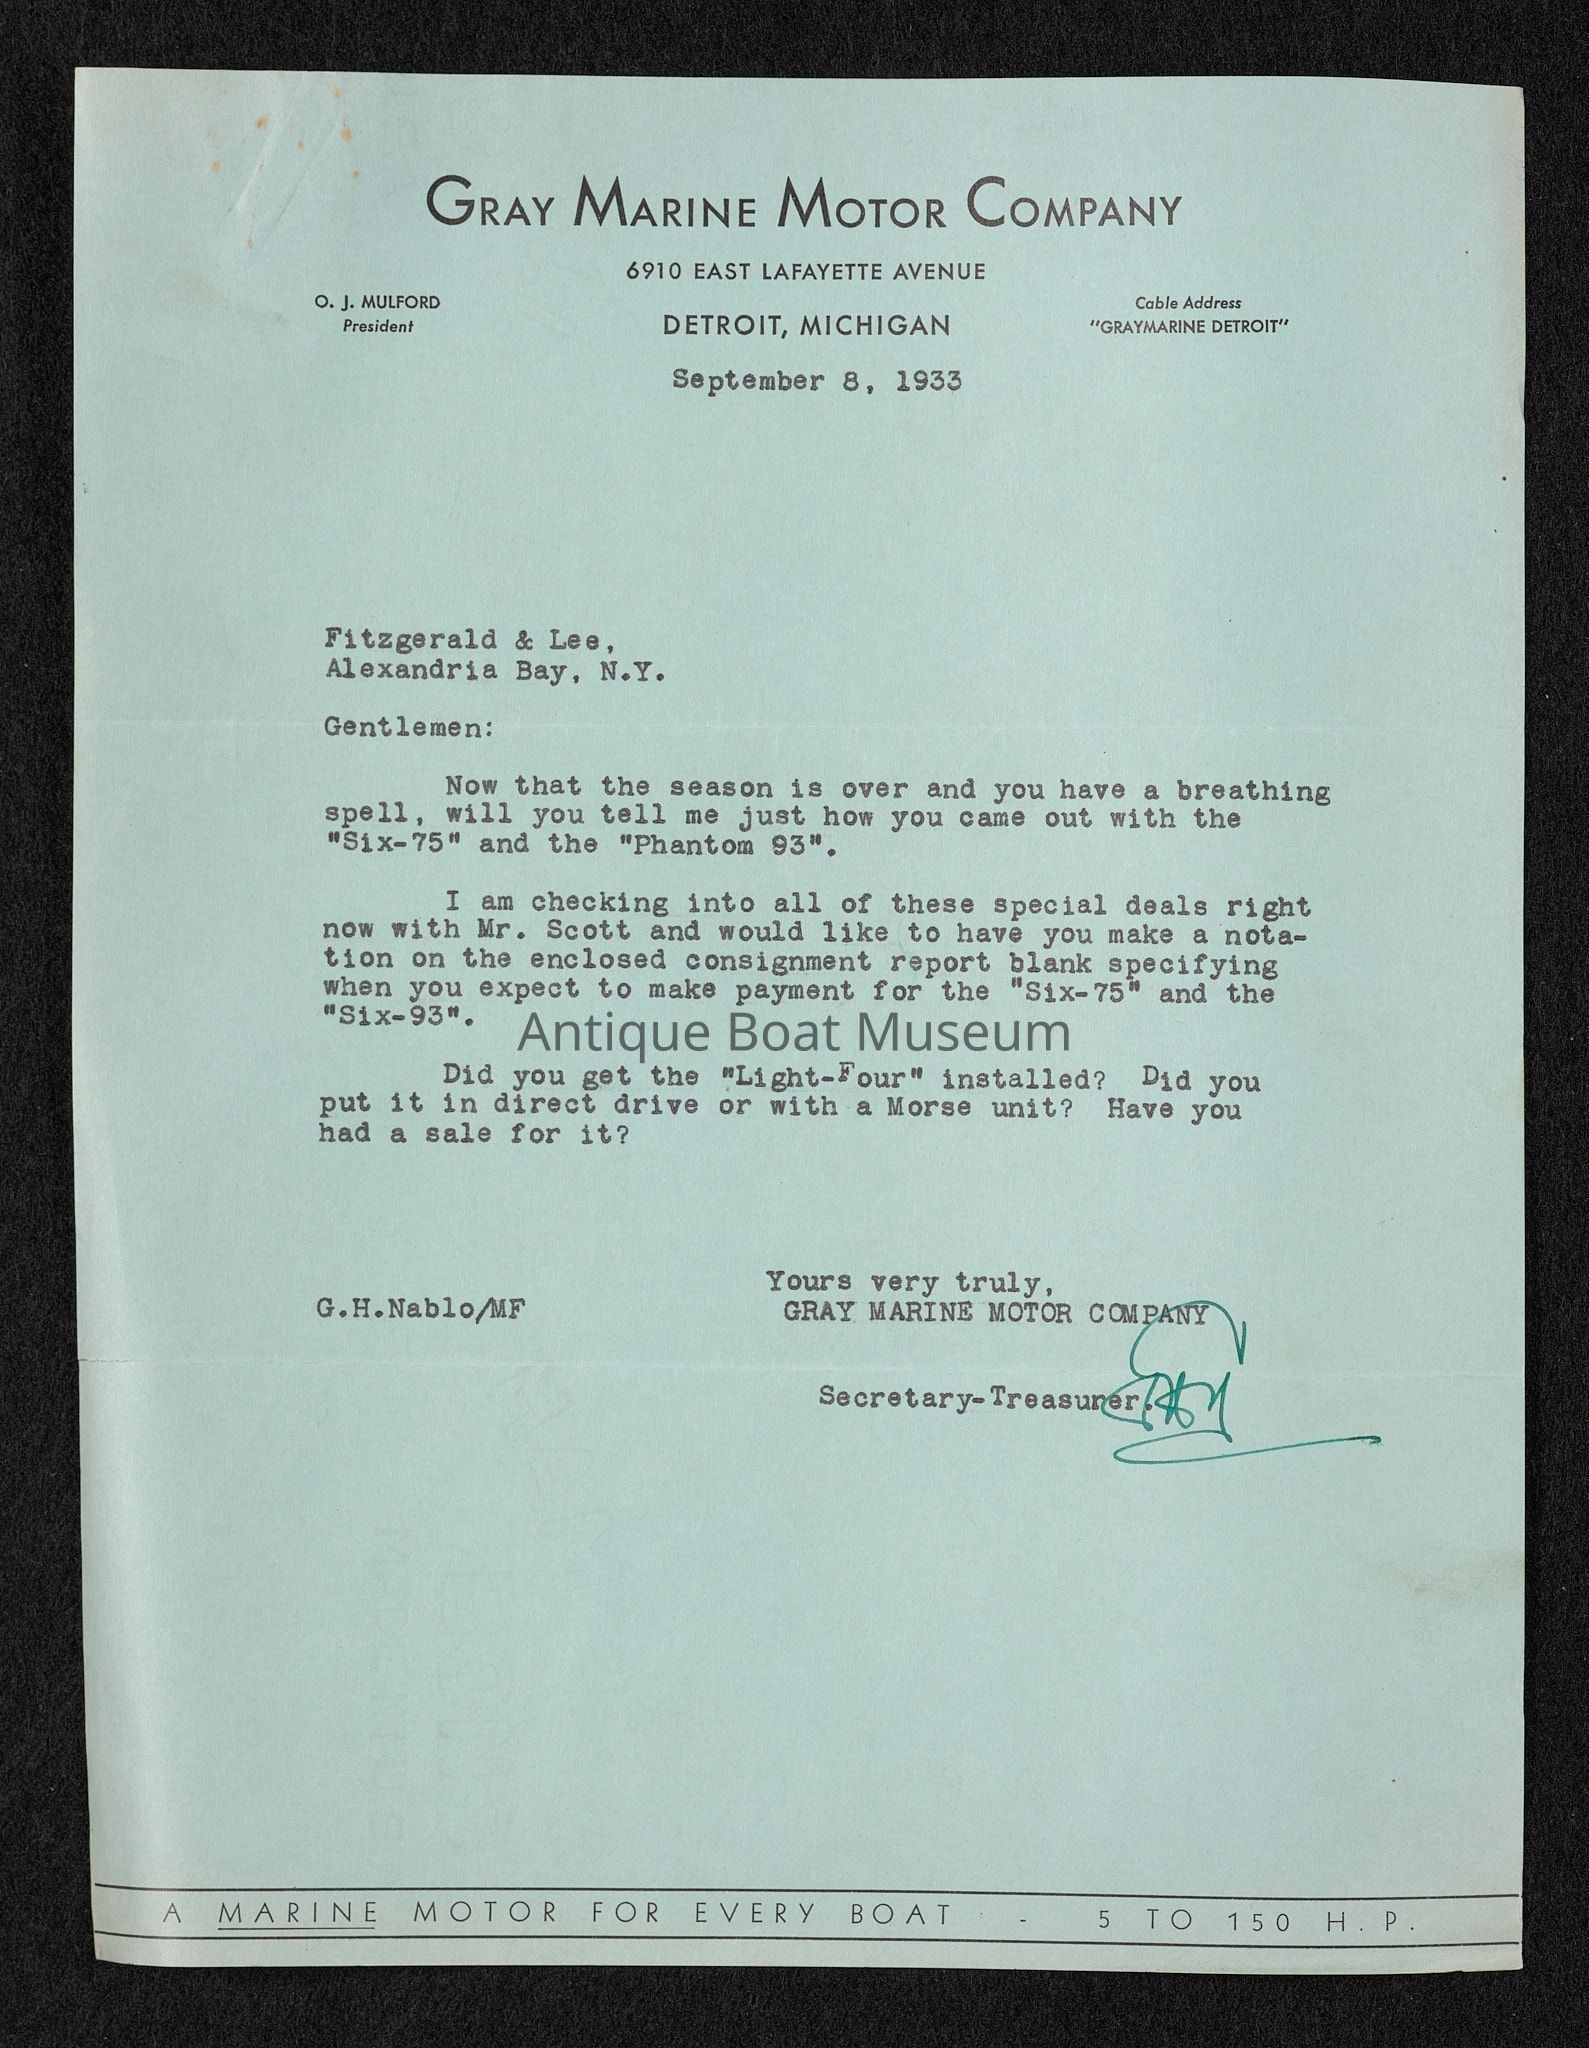 GRAY MARINE MOTOR COMPANY
6910 EAST LAFAYETTE AVENUE
O. J. MULFORD
President
DETROIT, MICHIGAN
Cable Address
"GRAYMARINE DETROIT"
September 8, 1933
Fitzgerald & Lee,
Alexandria Bay, N.Y.
Gentlemen:
Now that the season is over and you have a breathing
spell, will you tell me just how you came out with the
"Six-75" and the "Phantom 93".
I am checking into all of these special deals right
now with Mr. Scott and would like to have you make a nota-
tion on the enclosed consignment report blank specifying
when you expect to make payment for the "Six-75" and the
"Six-93".
Antique Boat Museum
Did you get the "Light-Four" installed? Did you
put it in direct drive or with a Morse unit? Have you
had a sale for it?
Yours very truly,
G.H.Nablo/MF
GRAY MARINE MOTOR COMPANY
Secretary-Treasurer.
A MARINE MOTOR FOR EVERY BOAT - 5 TO 150 H.P.